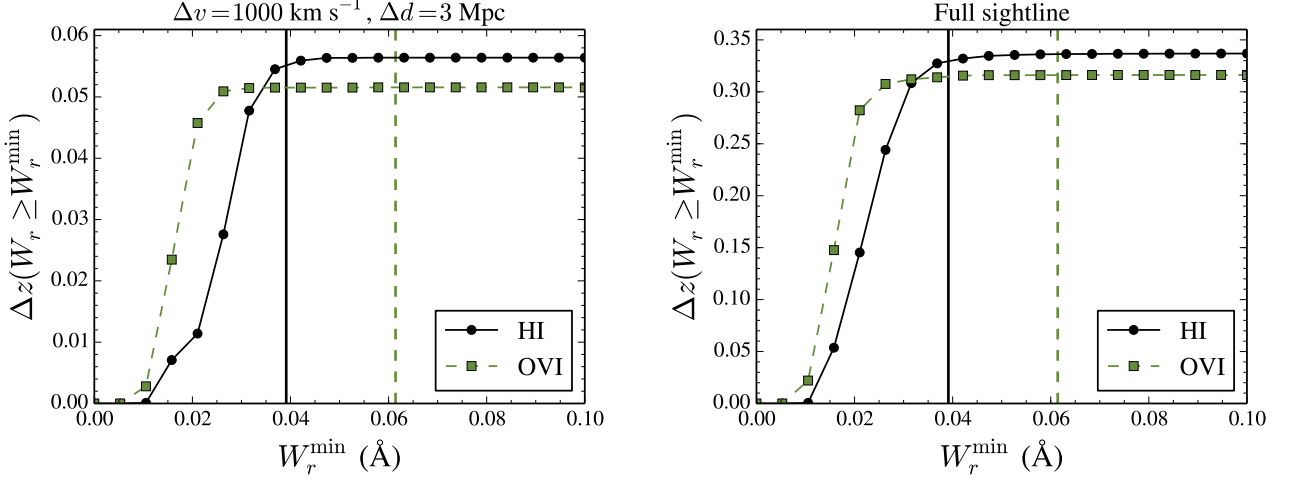 Δv=1000 km s⁻¹, Δd=3 Mpc
0.06
0.05
0.04
0.03
0.02
0.01
0.00
Δz(W_r ≥W_r^min)
HI
OVI
0.00 0.02 0.04 0.06 0.08 0.10
W_r^min (Å)
Full sightline
0.35
0.30
0.25
0.20
0.15
0.10
0.05
0.00
Δz(W_r ≥W_r^min)
HI
OVI
0.00 0.02 0.04 0.06 0.08 0.10
W_r^min (Å)